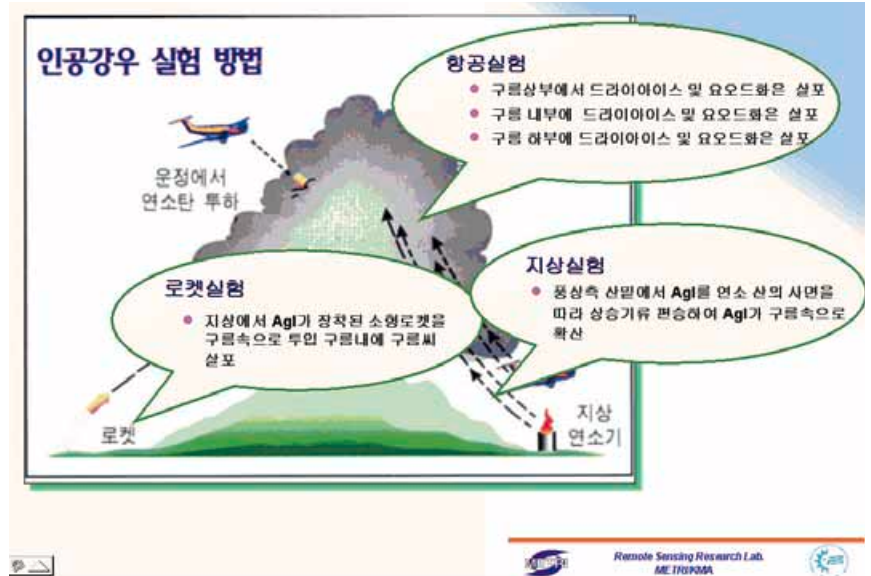 인공강우 실험 방법
항공실험
구름상부에서 드라이아이스 및 요오드화은 살포
구름 내부에 드라이아이스 및 요오드화은 살포
구름 하부에 드라이아이스 및 요오드화은 살포
운정에서
연소탄 투하
지상실험
풍상측 산밑에서 AgI를 연소 산의 사면을
따라 상승기류 편승하여 AgI가 구름속으로
확산
로켓실험
지상에서 AgI가 장착된 소형로켓을
구름속으로 투입 구름내에 구름씨
살포
로켓
지상
연소기
Remote Sensing Research Lab.
METRI/KMA